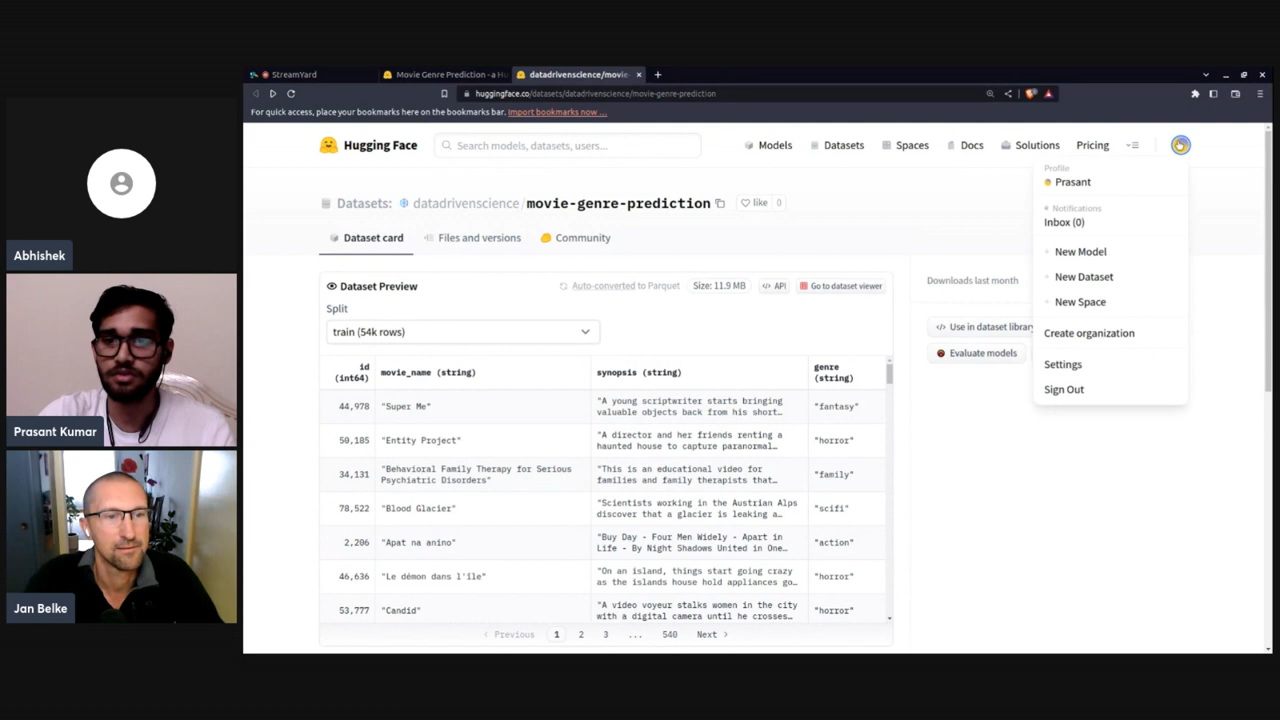 StreamYard
Movie Genre Prediction - a Hu
datadrivenscience/movie-
huggingface.co/datasets/datadrivenscience/movie-genre-prediction
For quick access, place your bookmarks here on the bookmarks bar. Import bookmarks now ...
Hugging Face
Search models, datasets, users...
Models
Datasets
Spaces
Docs
Solutions
Pricing
Profile
Prasant
Notifications
Inbox (0)
New Model
New Dataset
New Space
Create organization
Settings
Sign Out
Datasets: datadrivenscience/movie-genre-prediction
like 0
Dataset card
Files and versions
Community
Dataset Preview
Auto-converted to Parquet
Size: 11.9 MB
API
Go to dataset viewer
Split
train (54k rows)
id (int64)
movie_name (string)
synopsis (string)
genre (string)
44,978
"Super Me"
"A young scriptwriter starts bringing
valuable objects back from his short…
"fantasy"
50,185
"Entity Project"
"A director and her friends renting a
haunted house to capture paranormal…
"horror"
34,131
"Behavioral Family Therapy for Serious
Psychiatric Disorders"
"This is an educational video for
families and family therapists that…
"family"
78,522
"Blood Glacier"
"Scientists working in the Austrian Alps
discover that a glacier is leaking a…
"scifi"
2,206
"Apat na anino"
"Buy Day - Four Men Widely - Apart in
Life - By Night Shadows United in One…
"action"
46,636
"Le démon dans l'île"
"On an island, things start going crazy
as the islands house hold appliances go…
"horror"
53,777
"Candid"
"A video voyeur stalks women in the city
with a digital camera until he crosses…
"horror"
Previous 1 2 3 ... 540 Next
Downloads last month
Use in dataset library
Evaluate models
Abhishek
Prasant Kumar
Jan Belke